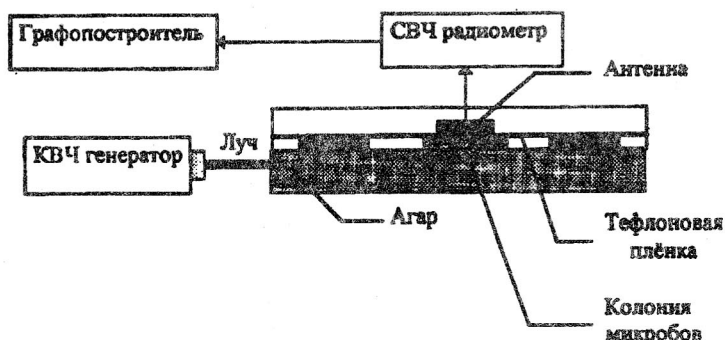 Графопостроитель
СВЧ радиометр
Антенна
КВЧ генератор
Луч
Агар
Тефлоновая
плёнка
Колония
микробов